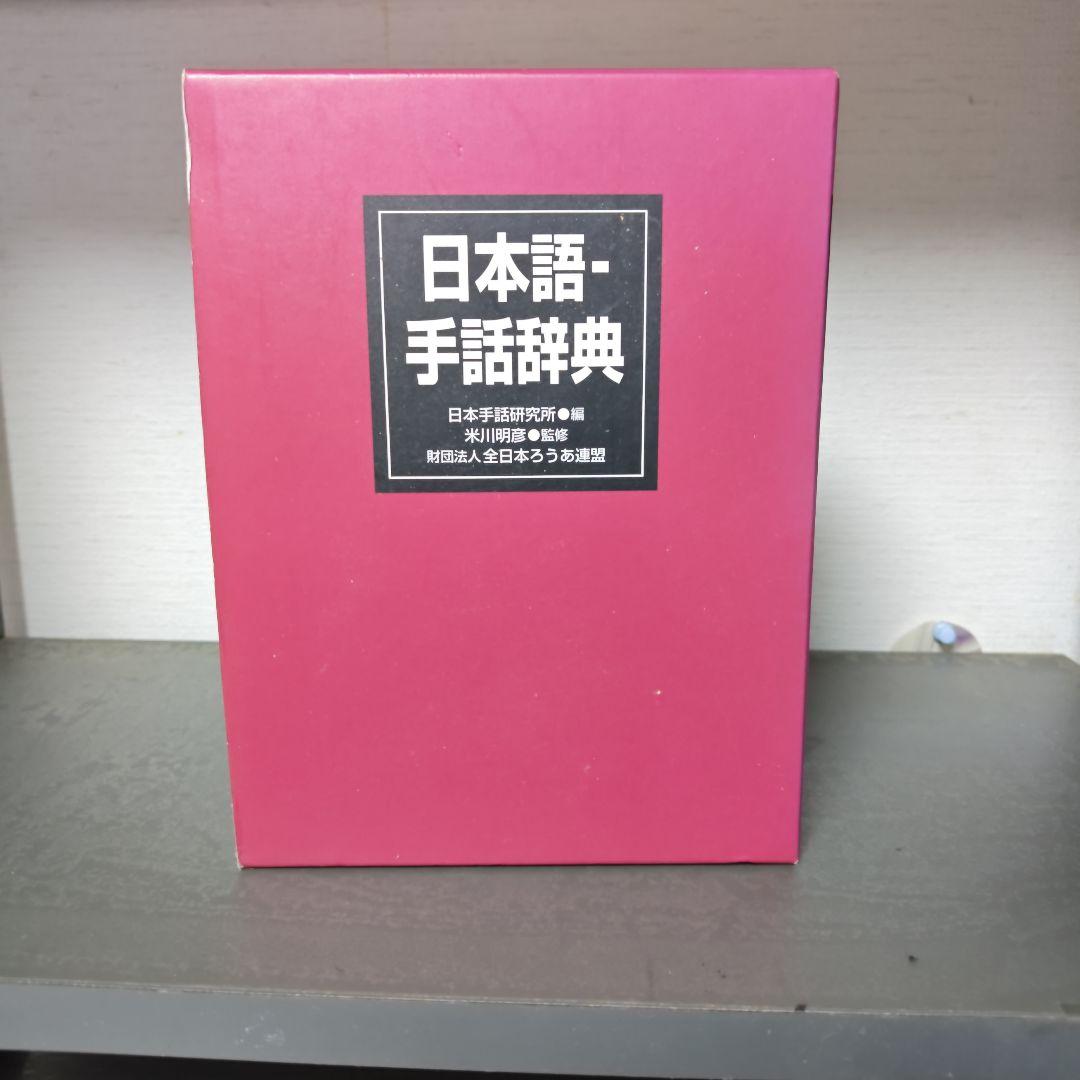 日本語-
手話辞典
日本手話研究所●編
米川明彦●監修
財団法人全日本ろうあ連盟